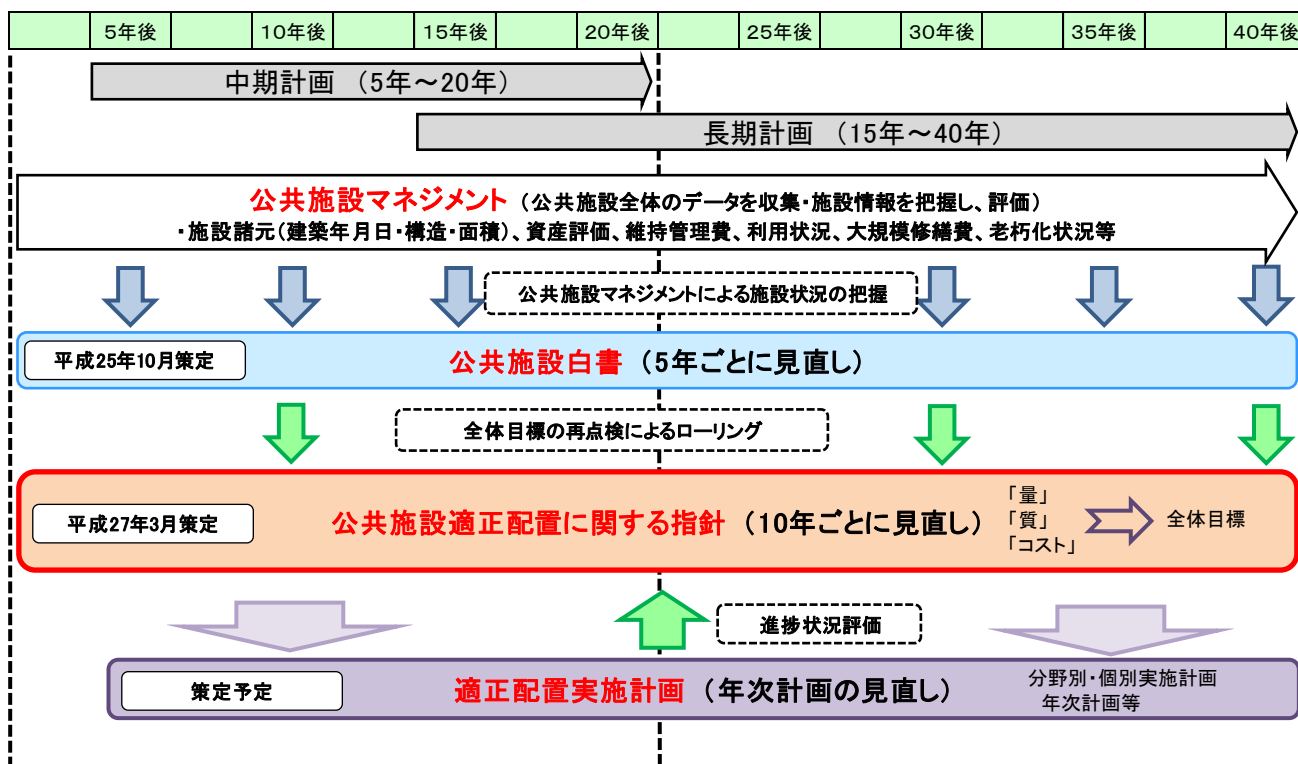 5年後 10年後 15年後 20年後 25年後 30年後 35年後 40年後
中期計画 （5年～20年）
長期計画 （15年～40年）
公共施設マネジメント （公共施設全体のデータを収集・施設情報を把握し、評価）
・施設諸元（建築年月日・構造・面積）、資産評価、維持管理費、利用状況、大規模修繕費、老朽化状況等
公共施設マネジメントによる施設状況の把握
平成25年10月策定
公共施設白書 （5年ごとに見直し）
全体目標の再点検によるローリング
平成27年3月策定
公共施設適正配置に関する指針 （10年ごとに見直し）
「量」
「質」
「コスト」
全体目標
進捗状況評価
策定予定
適正配置実施計画 （年次計画の見直し）
分野別・個別実施計画
年次計画等